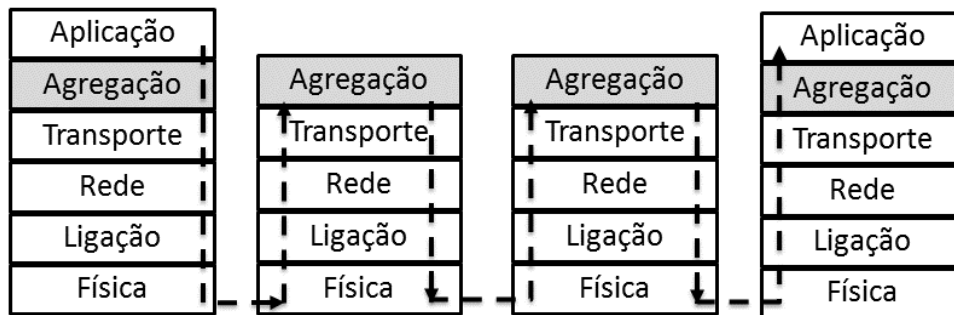 Aplicação
Agregação
Transporte
Rede
Ligação
Física
Agregação
Transporte
Rede
Ligação
Física
Agregação
Transporte
Rede
Ligação
Física
Aplicação
Agregação
Transporte
Rede
Ligação
Física